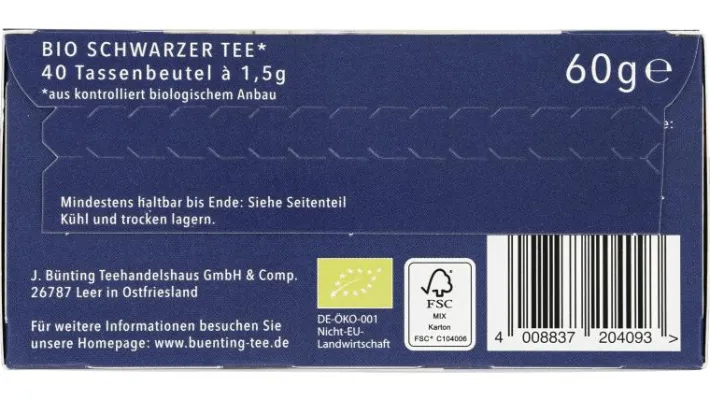 BIO SCHWARZER TEE*
40 Tassenbeutel à 1,5g
*aus kontrolliert biologischem Anbau
60g℮
e:
Mindestens haltbar bis Ende: Siehe Seitenteil
Kühl und trocken lagern.
J. Bünting Teehandelshaus GmbH & Comp.
26787 Leer in Ostfriesland
Für weitere Informationen besuchen Sie
unsere Homepage: www.buenting-tee.de
DE-ÖKO-001
Nicht-EU-
Landwirtschaft
FSC
MIX
Karton
FSC® C104006
4 008837 204093 >